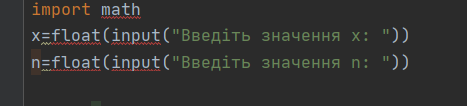 import math
x=float(input("Введіть значення x: "))
n=float(input("Введіть значення n: "))